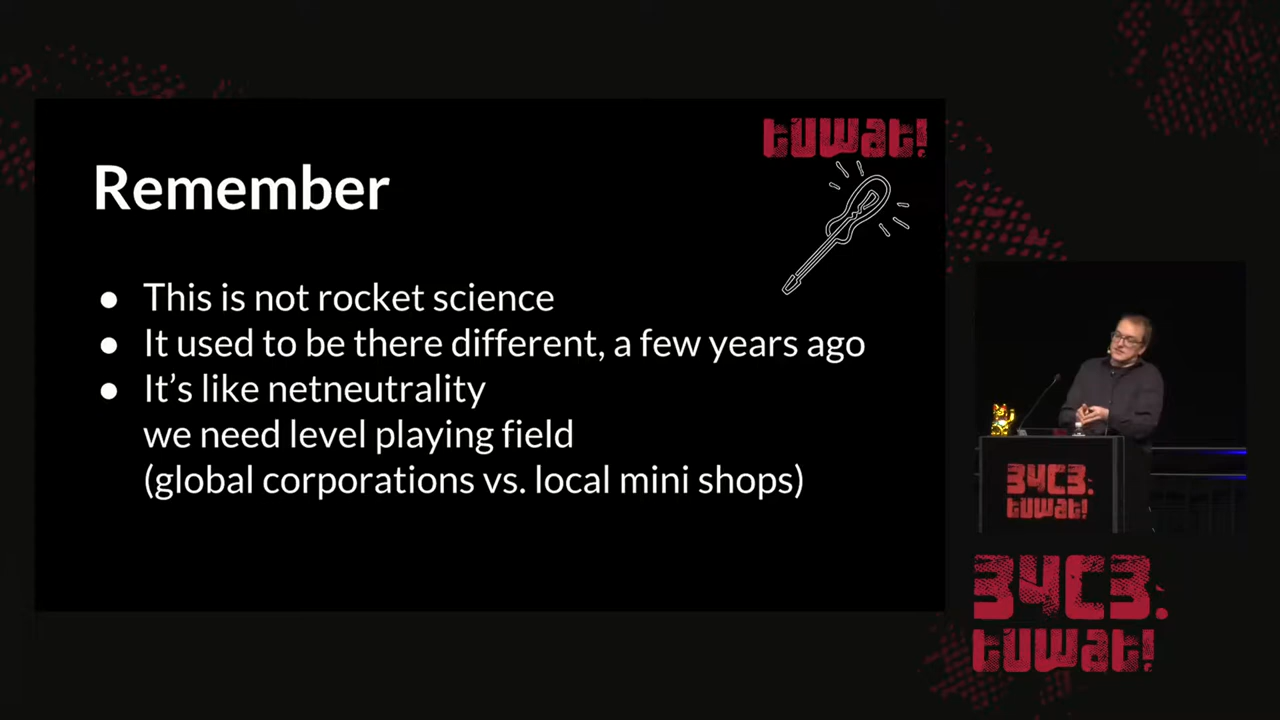 tuwat!
Remember
● This is not rocket science
● It used to be there different, a few years ago
● It’s like netneutrality
we need level playing field
(global corporations vs. local mini shops)
34C3.
tuwat!
34C3.
tuwat!